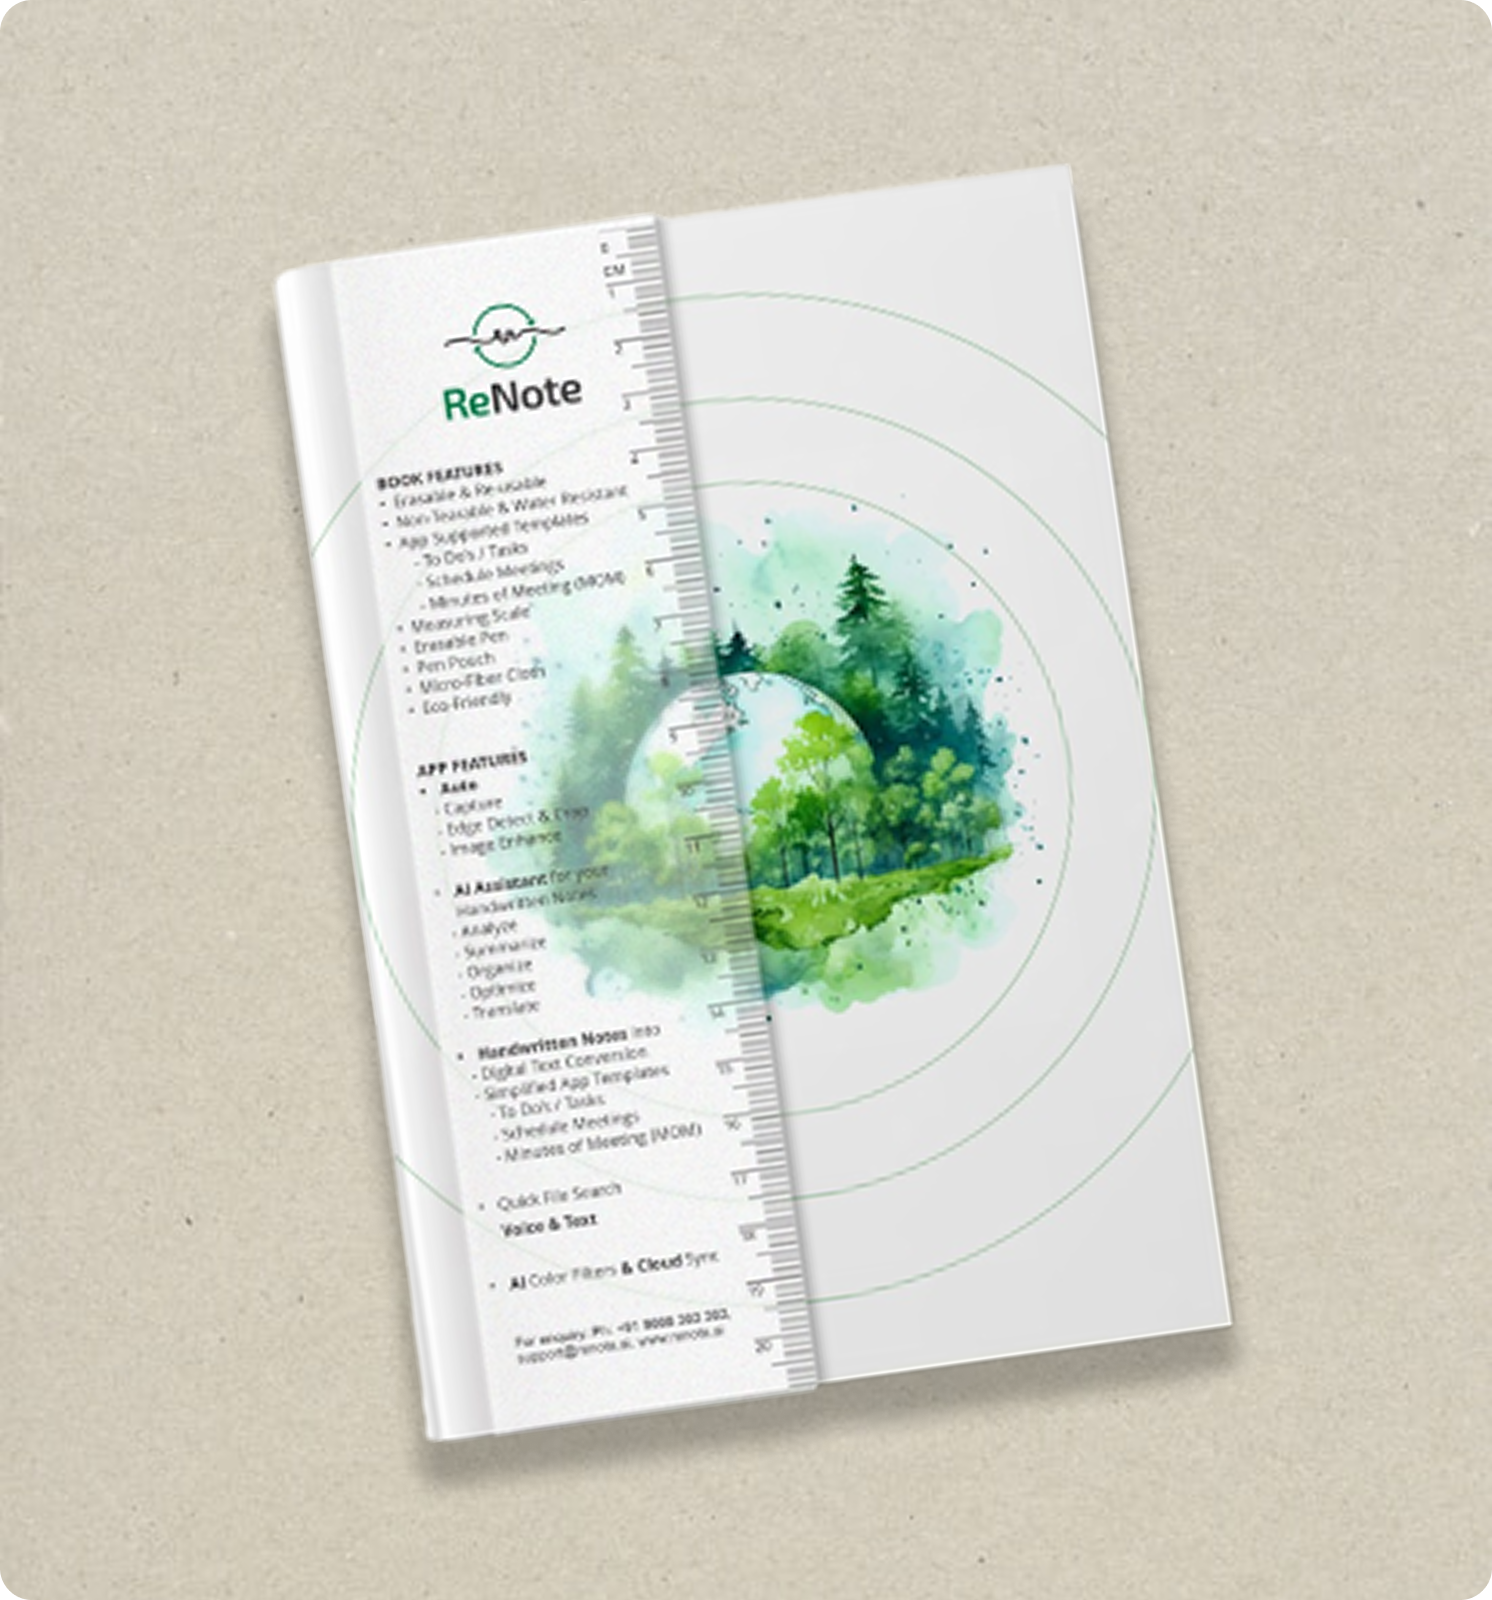 0
CM
1
2
3
4
5
6
7
8
9
10
11
12
13
14
15
16
17
18
19
20
ReNote
BOOK FEATURES
• Erasable & Re-usable
• Non-Tearable & Water Resistant
• App Supported Templates
- To Do's / Tasks
- Schedule Meetings
- Minutes of Meeting (MOM)
• Measuring Scale
• Erasable Pen
• Pen Pouch
• Micro-Fiber Cloth
• Eco-Friendly
APP FEATURES
• Auto
- Capture
- Edge Detect & Crop
- Image Enhance
• AI Assistant for your
Handwritten Notes
- Analyze
- Summarize
- Organize
- Optimize
- Translate
• Handwritten Notes into
- Digital Text Conversion
- Simplified App Templates
- To Do's / Tasks
- Schedule Meetings
- Minutes of Meeting (MOM)
• Quick File Search
Voice & Text
• AI Color Filters & Cloud Sync
For enquiry: Ph. +91
support@renote.ai, www.renote.ai